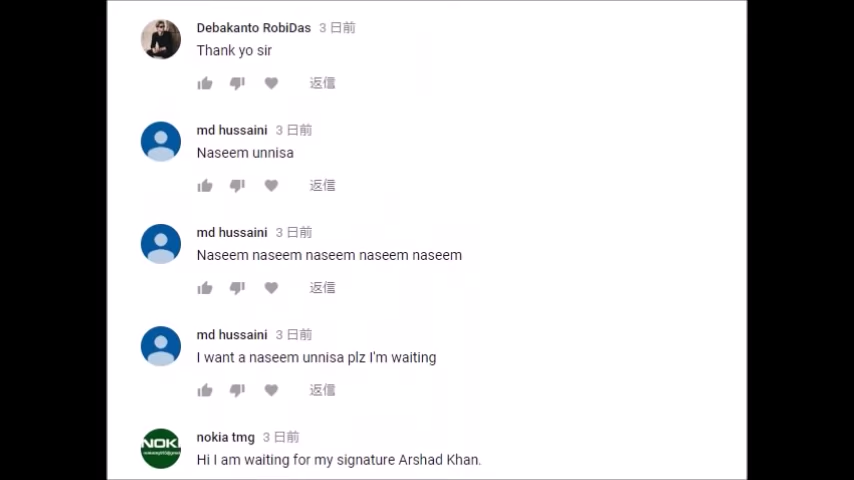 Debakanto RobiDas 3 日前
Thank yo sir
返信
md hussaini 3 日前
Naseem unnisa
返信
md hussaini 3 日前
Naseem naseem naseem naseem naseem
返信
md hussaini 3 日前
I want a naseem unnisa plz I'm waiting
返信
nokia tmg 3 日前
NOK
Hi I am waiting for my signature Arshad Khan.